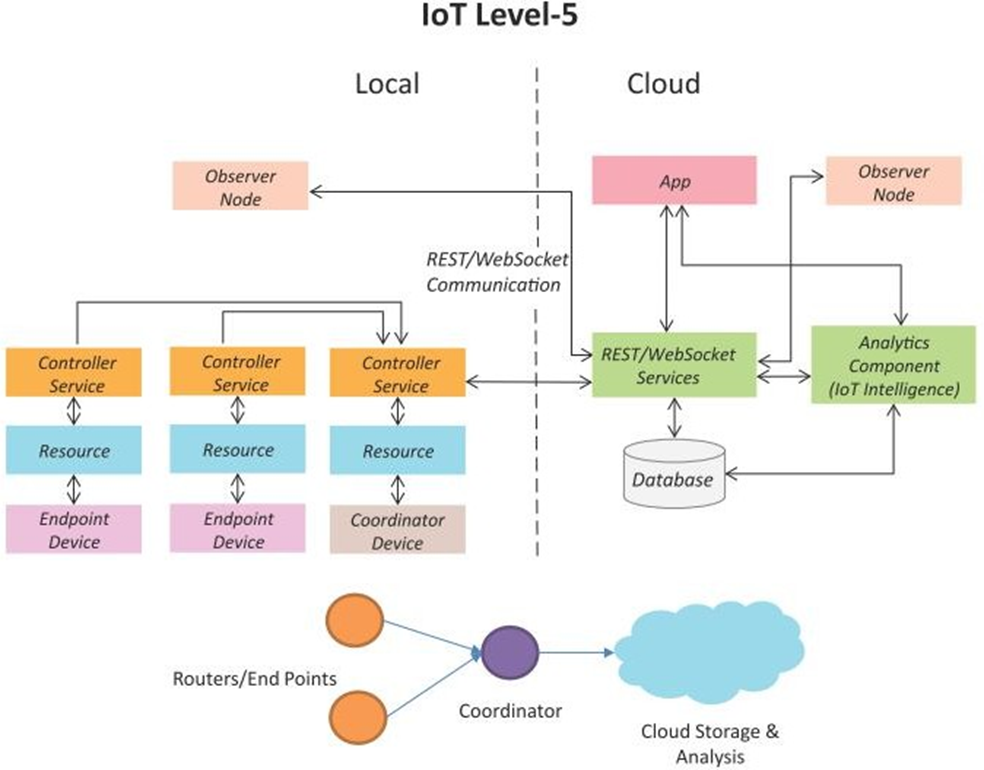 IoT Level-5
Local
Cloud
Observer
Node
App
Observer
Node
REST/WebSocket
Communication
Controller
Service
Controller
Service
Controller
Service
REST/WebSocket
Services
Analytics
Component
(IoT Intelligence)
Resource
Resource
Resource
Database
Endpoint
Device
Endpoint
Device
Coordinator
Device
Routers/End Points
Coordinator
Cloud Storage &
Analysis